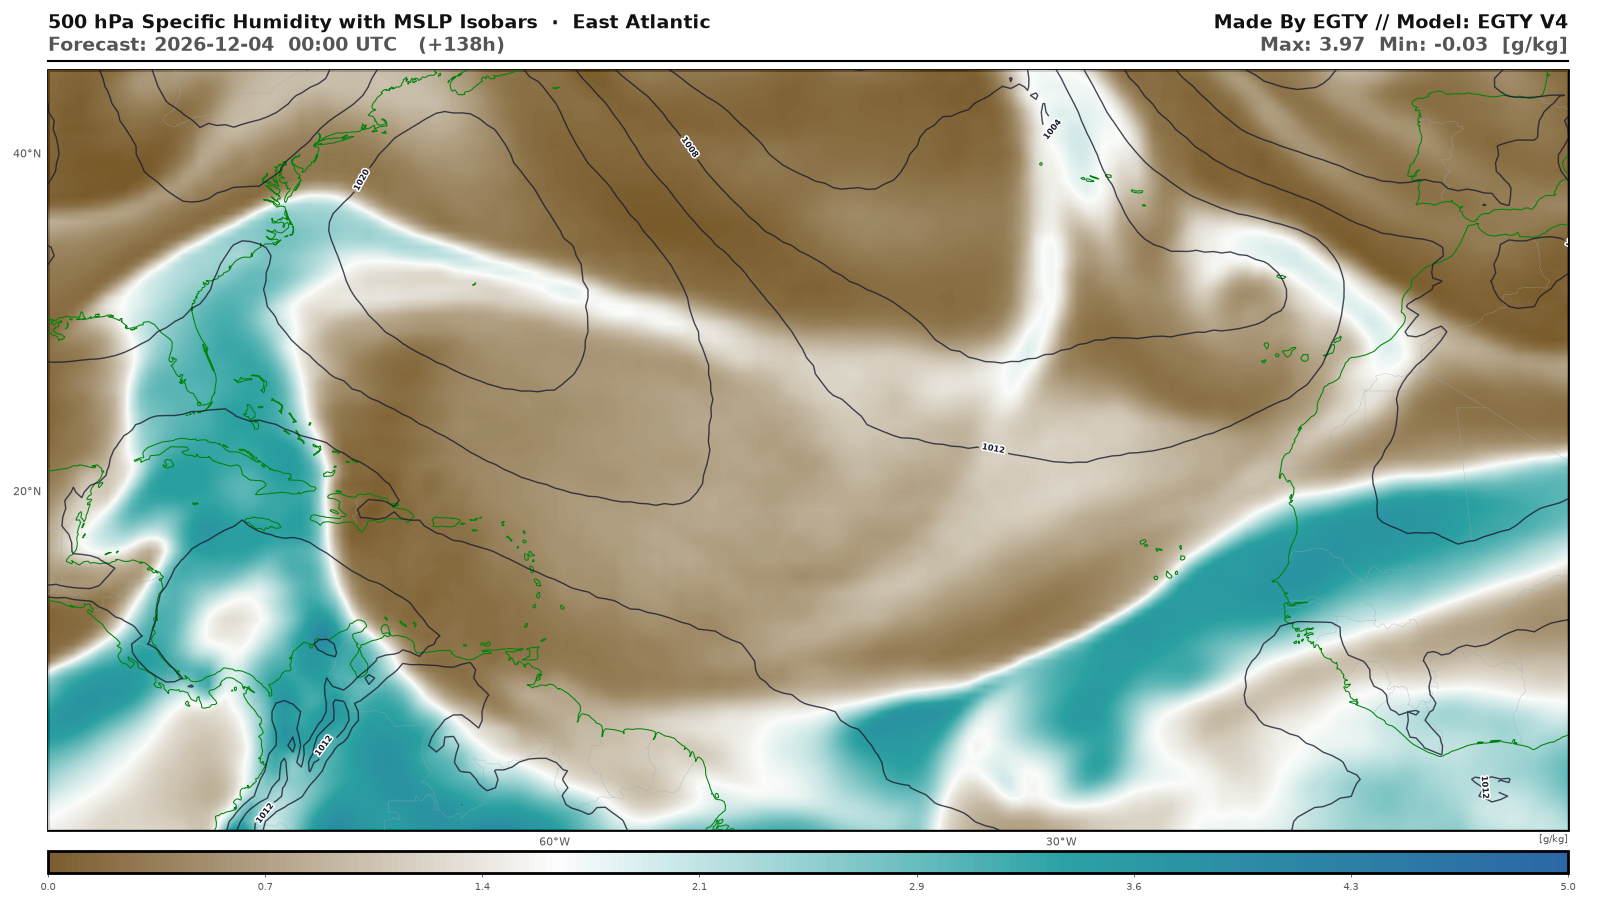 500 hPa Specific Humidity with MSLP Isobars · East Atlantic
Made By EGTY // Model: EGTY V4
Forecast: 2026-12-04 00:00 UTC (+138h)
Max: 3.97 Min: -0.03 [g/kg]
1004
40°N
1008
1020
1012
20°N
1012
1012
1012
60°W
30°W
[g/kg]
0.0
0.7
1.4
2.1
2.9
3.6
4.3
5.0